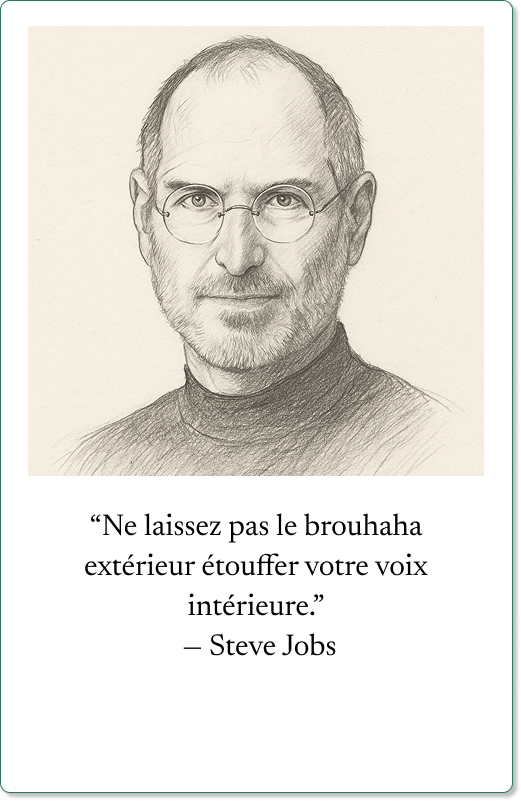 “Ne laissez pas le brouhaha
extérieur étouffer votre voix
intérieure.”
– Steve Jobs